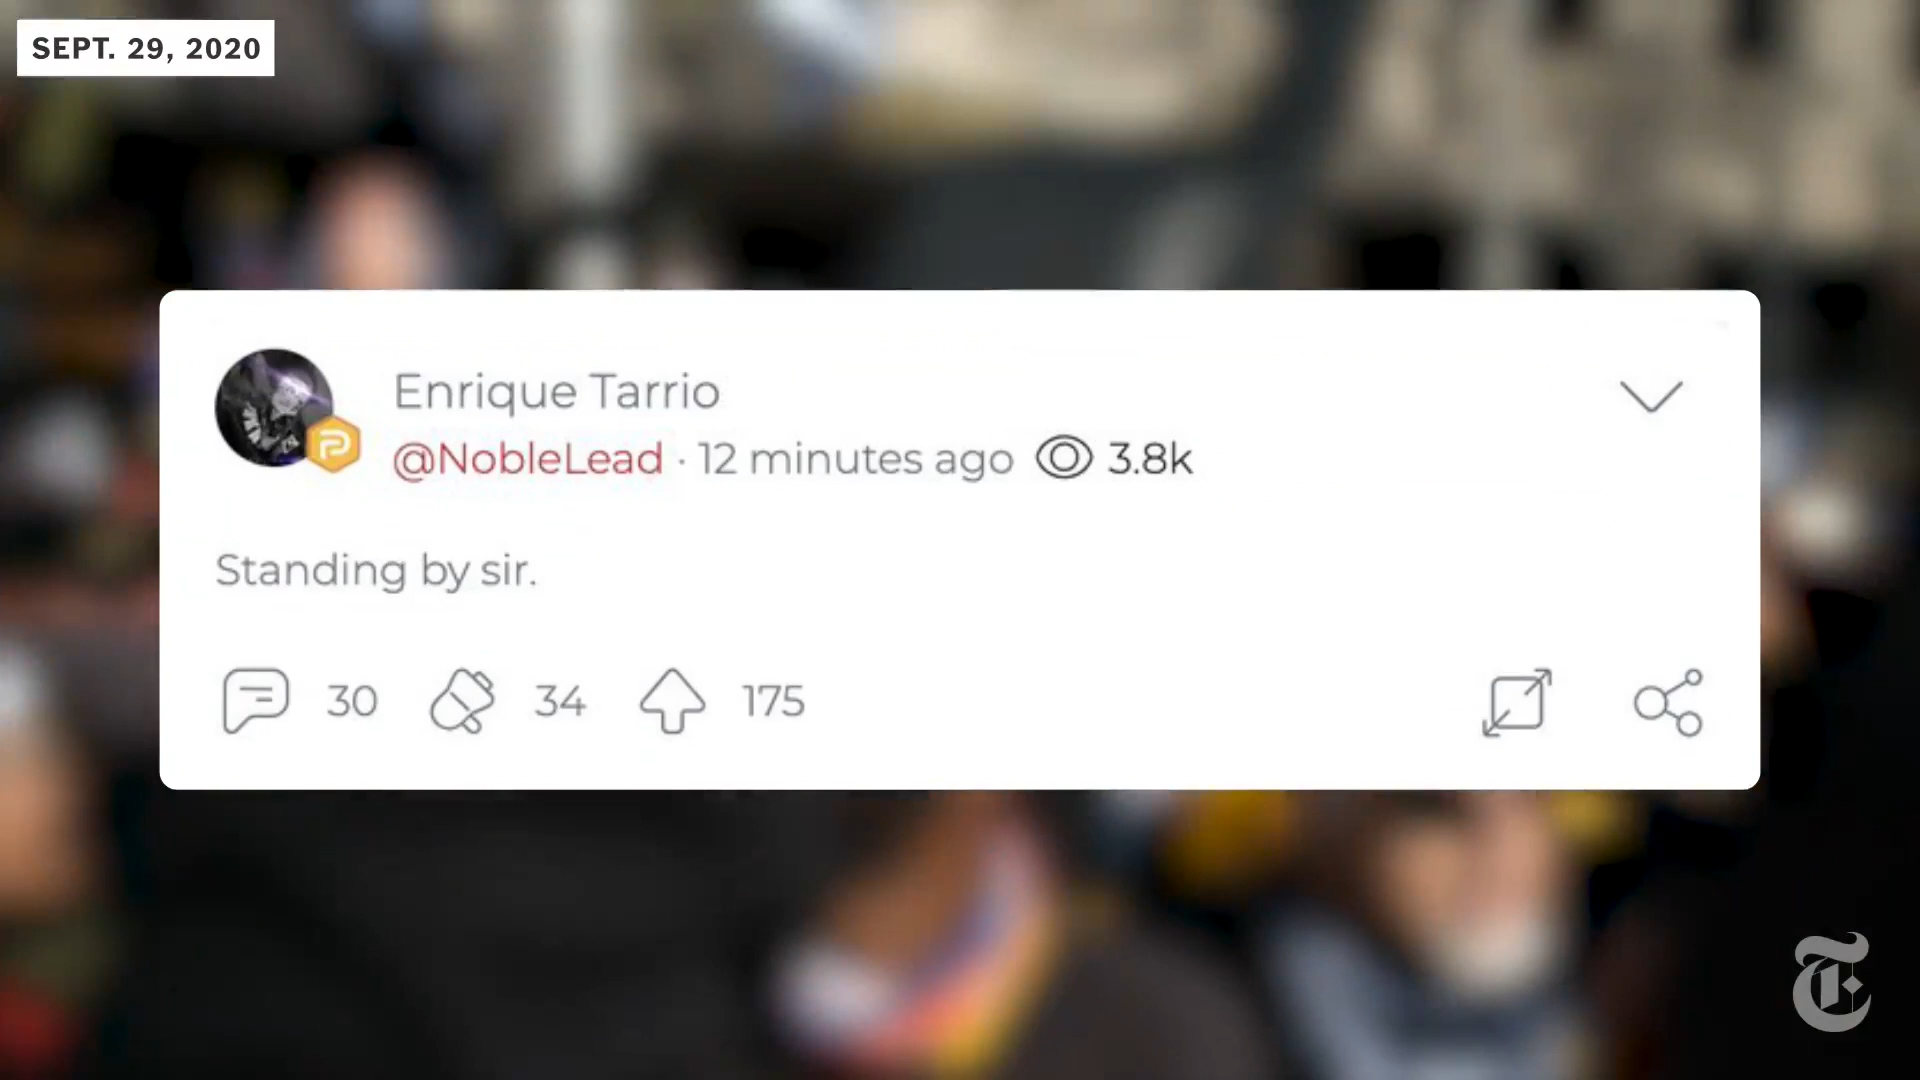 SEPT. 29, 2020
Enrique Tarrio
@NobleLead · 12 minutes ago 3.8k
Standing by sir.
30 34 175